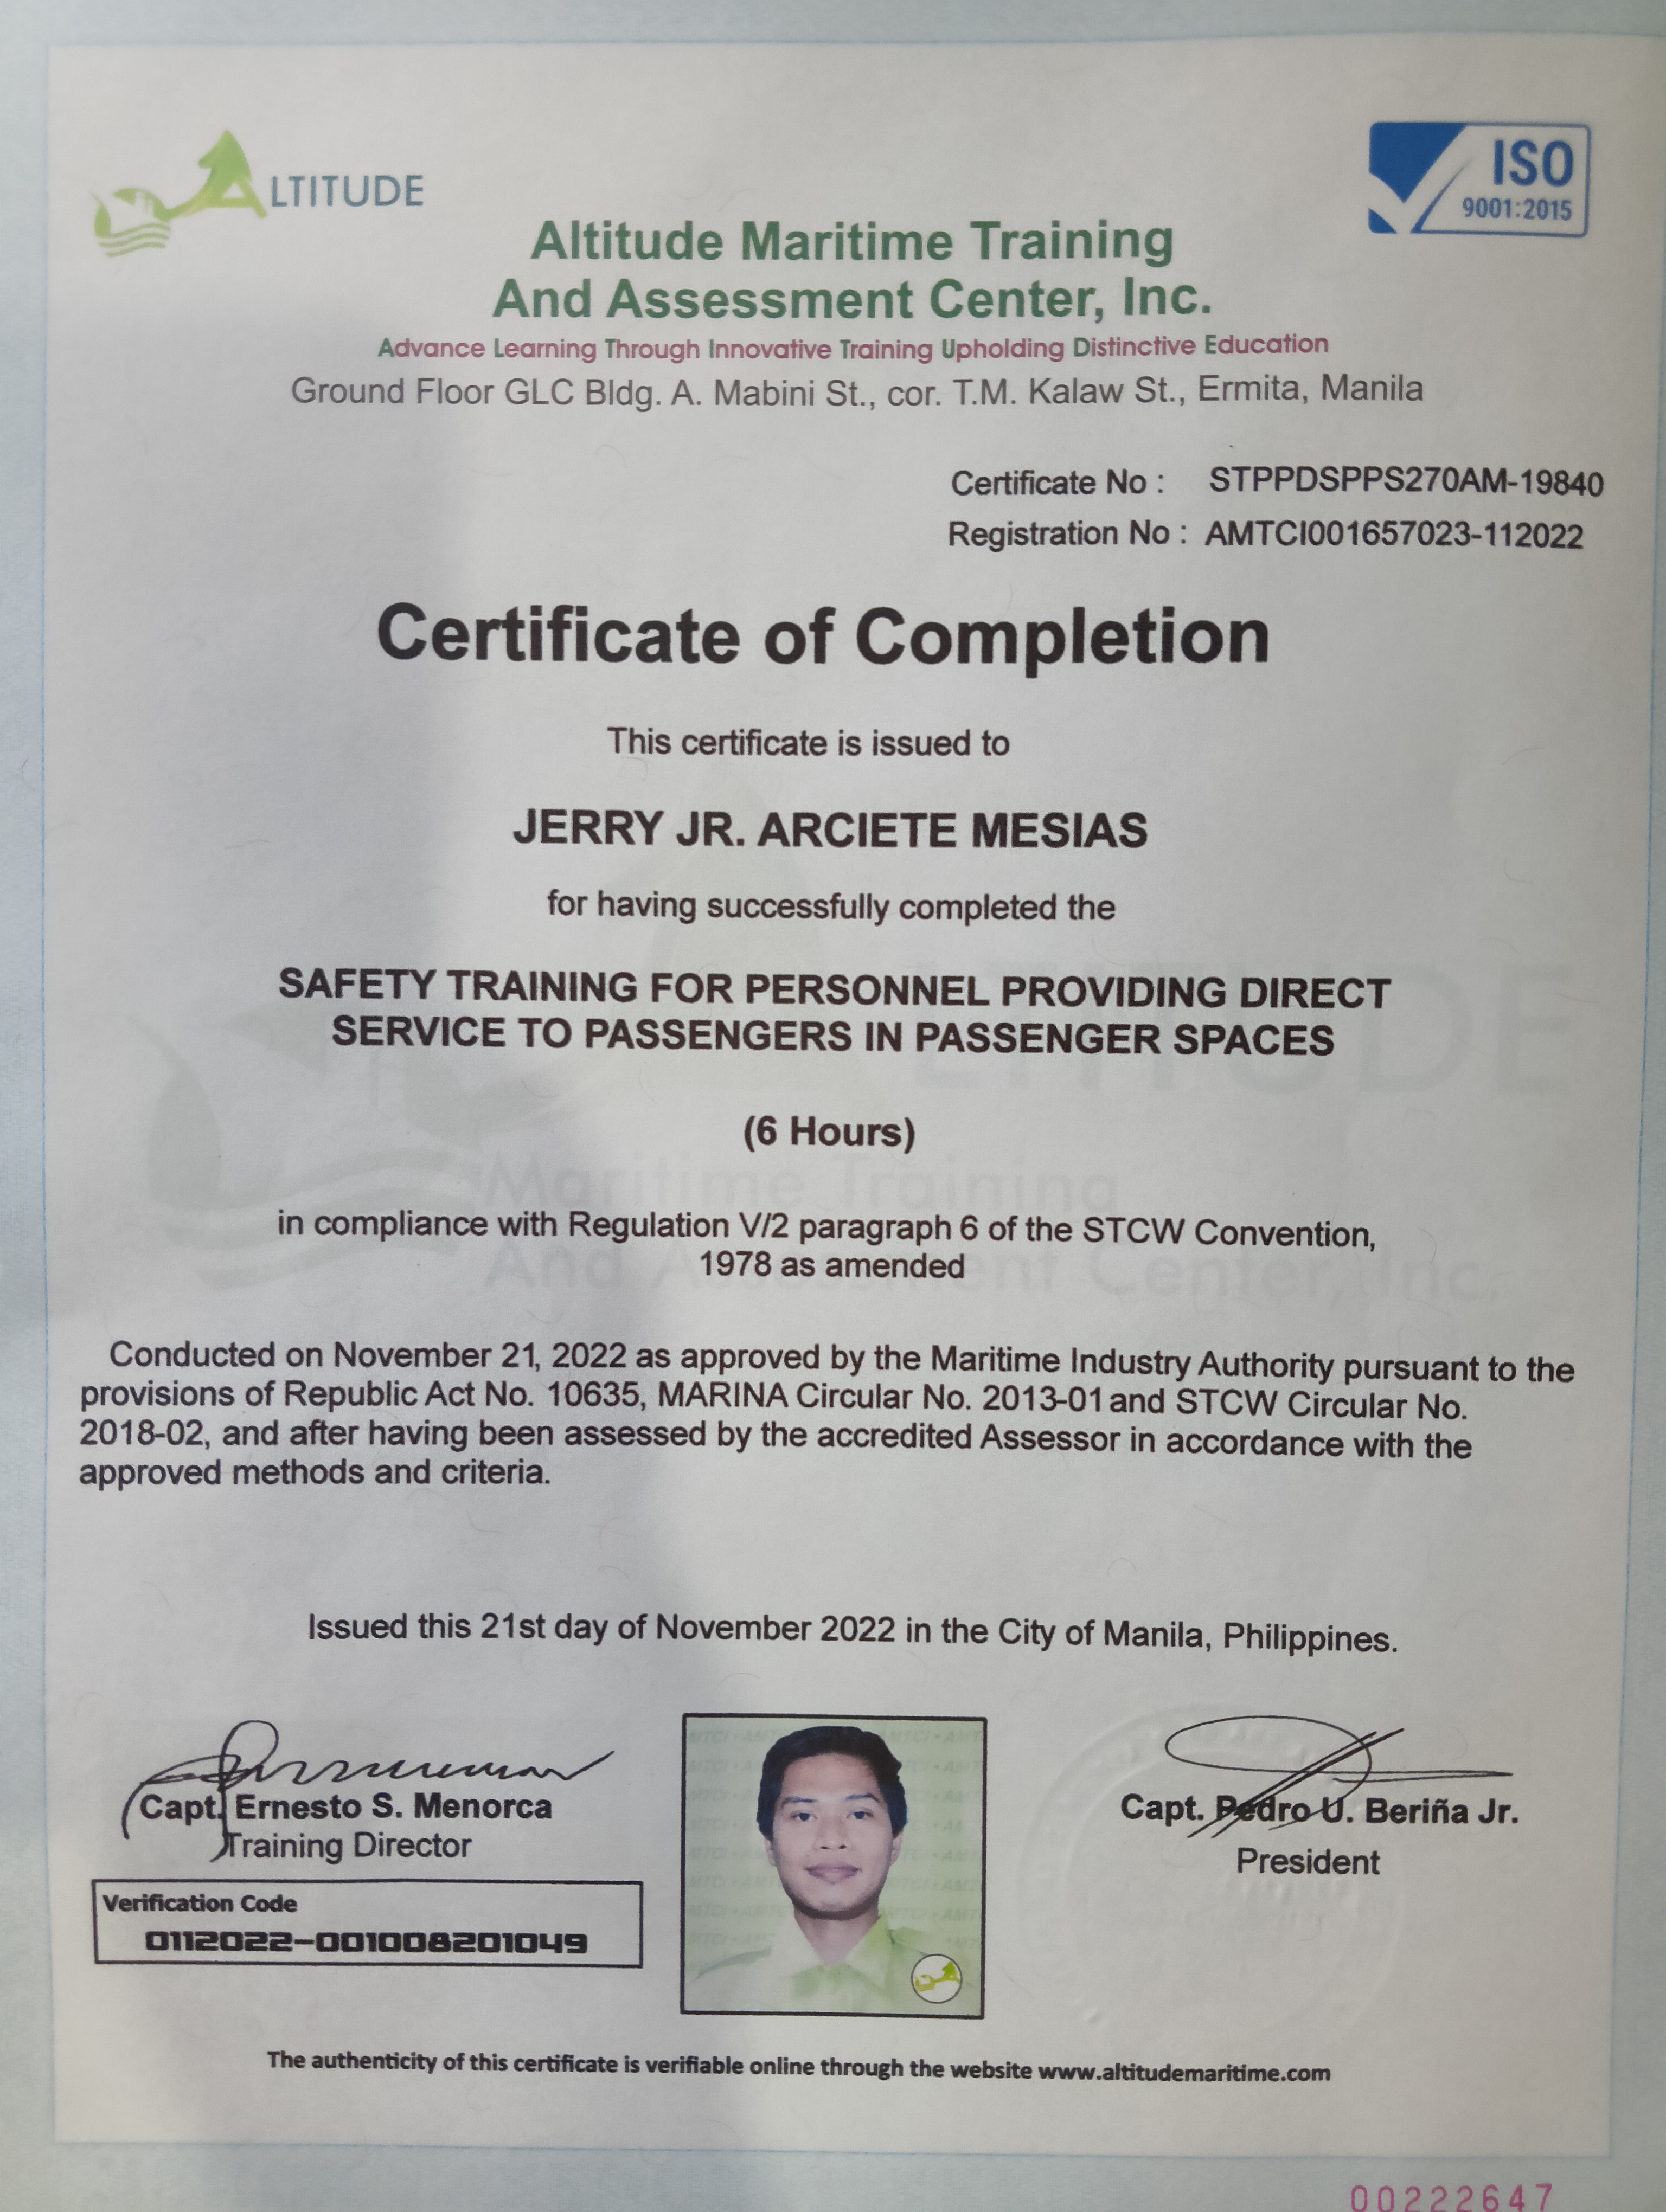 ALTITUDE
ISO
9001:2015
Altitude Maritime Training
And Assessment Center, Inc.
Advance Learning Through Innovative Training Upholding Distinctive Education
Ground Floor GLC Bldg. A. Mabini St., cor. T.M. Kalaw St., Ermita, Manila
Certificate No : STPPDSPPS270AM-19840
Registration No : AMTCI001657023-112022
Certificate of Completion
This certificate is issued to
JERRY JR. ARCIETE MESIAS
for having successfully completed the
SAFETY TRAINING FOR PERSONNEL PROVIDING DIRECT
SERVICE TO PASSENGERS IN PASSENGER SPACES
(6 Hours)
in compliance with Regulation V/2 paragraph 6 of the STCW Convention,
1978 as amended
Conducted on November 21, 2022 as approved by the Maritime Industry Authority pursuant to the
provisions of Republic Act No. 10635, MARINA Circular No. 2013-01 and STCW Circular No.
2018-02, and after having been assessed by the accredited Assessor in accordance with the
approved methods and criteria.
Issued this 21st day of November 2022 in the City of Manila, Philippines.
Capt. Ernesto S. Menorca
Training Director
Capt. Pedro U. Beriña Jr.
President
Verification Code
0112022-001008201049
The authenticity of this certificate is verifiable online through the website www.altitudemaritime.com
00222647